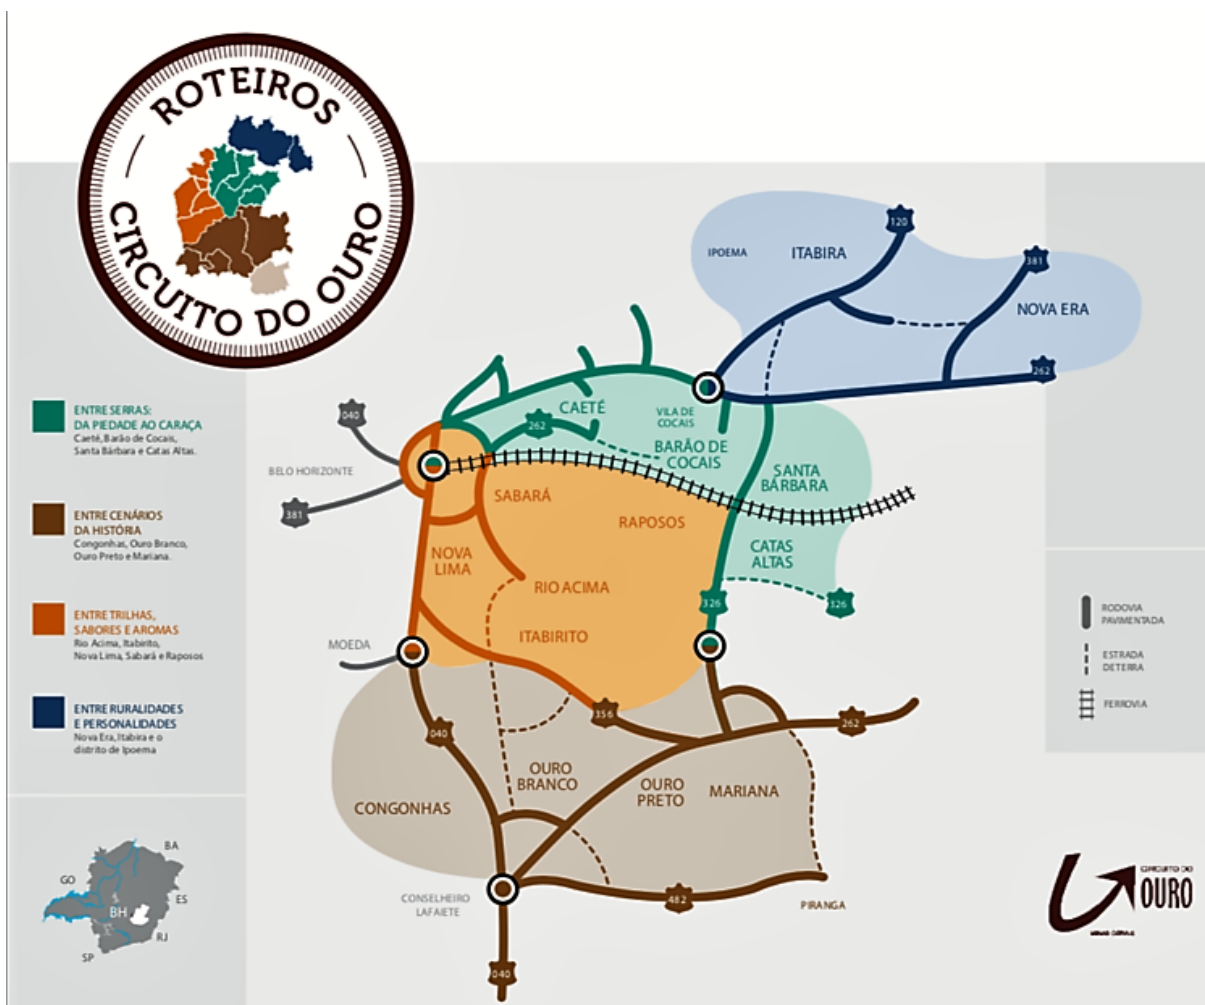 ROTEIROS
CIRCUITO DO OURO
ENTRE SERRAS:
DA PIEDADE AO CARAÇA
Caeté, Barão de Cocais,
Santa Bárbara e Catas Altas.
ENTRE CENÁRIOS
DA HISTÓRIA
Congonhas, Ouro Branco,
Ouro Preto e Mariana.
ENTRE TRILHAS,
SABORES E AROMAS
Rio Acima, Itabirito,
Nova Lima, Sabará e Raposos
ENTRE RURALIDADES
E PERSONALIDADES
Nova Era, Itabira e o
distrito de Ipoema
BA
GO
ES
BH
RJ
SP
120
IPOEMA
ITABIRA
381
NOVA ERA
262
040
CAETÉ
VILA DE
COCAIS
262
BARÃO DE
COCAIS
BELO HORIZONTE
381
SANTA
BÁRBARA
SABARÁ
RAPOSOS
NOVA
LIMA
CATAS
ALTAS
RIO ACIMA
326
326
ITABIRITO
MOEDA
356
040
262
OURO
BRANCO
OURO
PRETO
MARIANA
CONGONHAS
CONSELHEIRO
LAFAIETE
482
PIRANGA
040
RODOVIA
PAVIMENTADA
ESTRADA
DETERRA
FERROVIA
CIRCUITO DO
OURO
MINAS GERAIS